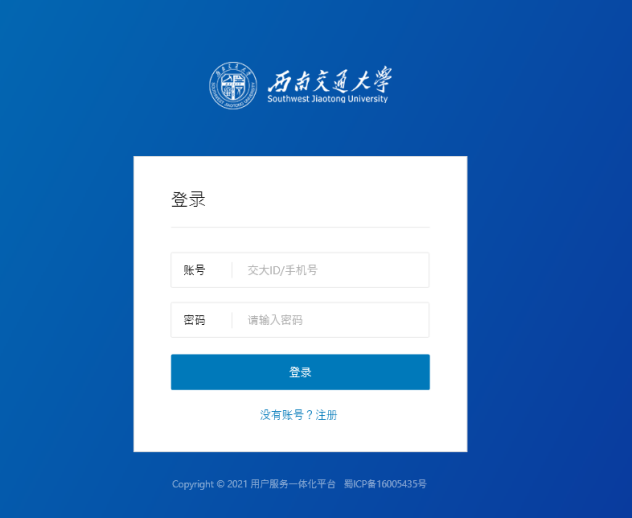 西南交通大學
Southwest Jiaotong University
登录
账号 交大ID/手机号
密码 请输入密码
登录
没有账号？注册
Copyright © 2021 用户服务一体化平台 蜀ICP备16005435号